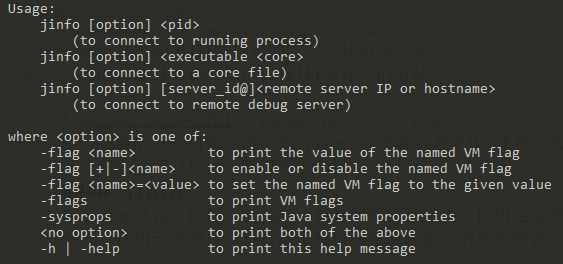 Usage:
    jinfo [option] <pid>
        (to connect to running process)
    jinfo [option] <executable <core>
        (to connect to a core file)
    jinfo [option] [server_id@]<remote server IP or hostname>
        (to connect to remote debug server)

where <option> is one of:
    -flag <name>         to print the value of the named VM flag
    -flag [+|-]<name>    to enable or disable the named VM flag
    -flag <name>=<value> to set the named VM flag to the given value
    -flags               to print VM flags
    -sysprops            to print Java system properties
    <no option>          to print both of the above
    -h | -help           to print this help message